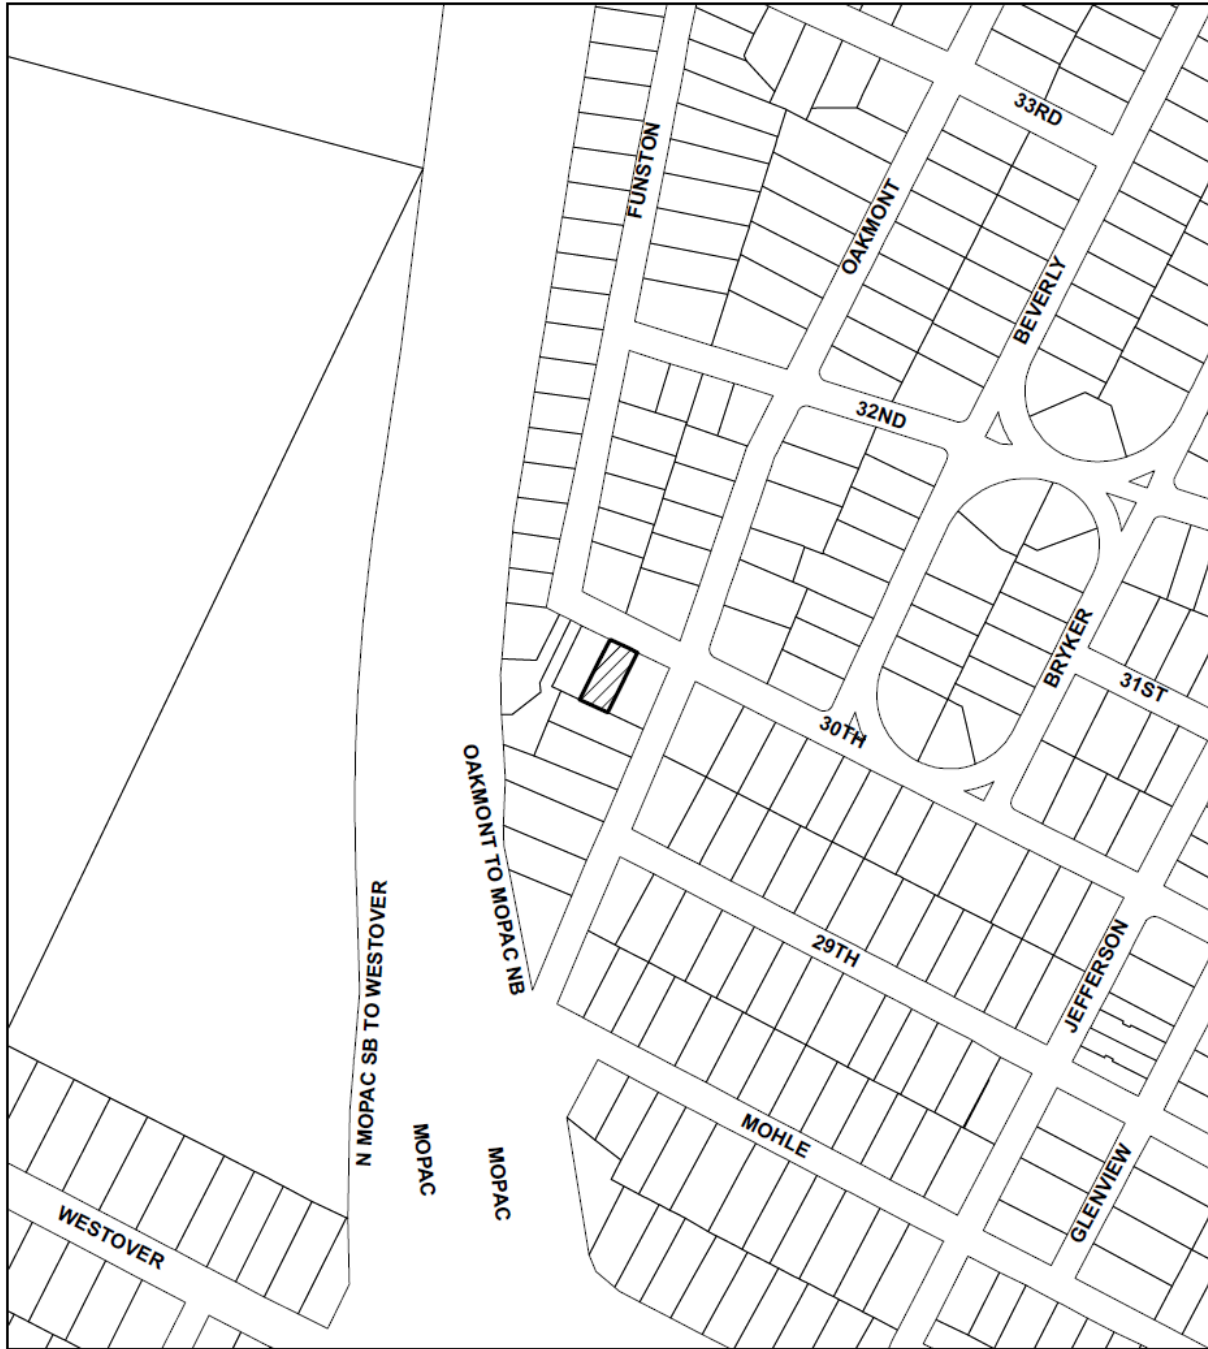 33RD
FUNSTON
OAKMONT
BEVERLY
32ND
BRYKER
31ST
30TH
OAKMONT TO MOPAC NB
N MOPAC SB TO WESTOVER
29TH
JEFFERSON
MOPAC
MOPAC
MOHLE
GLENVIEW
WESTOVER